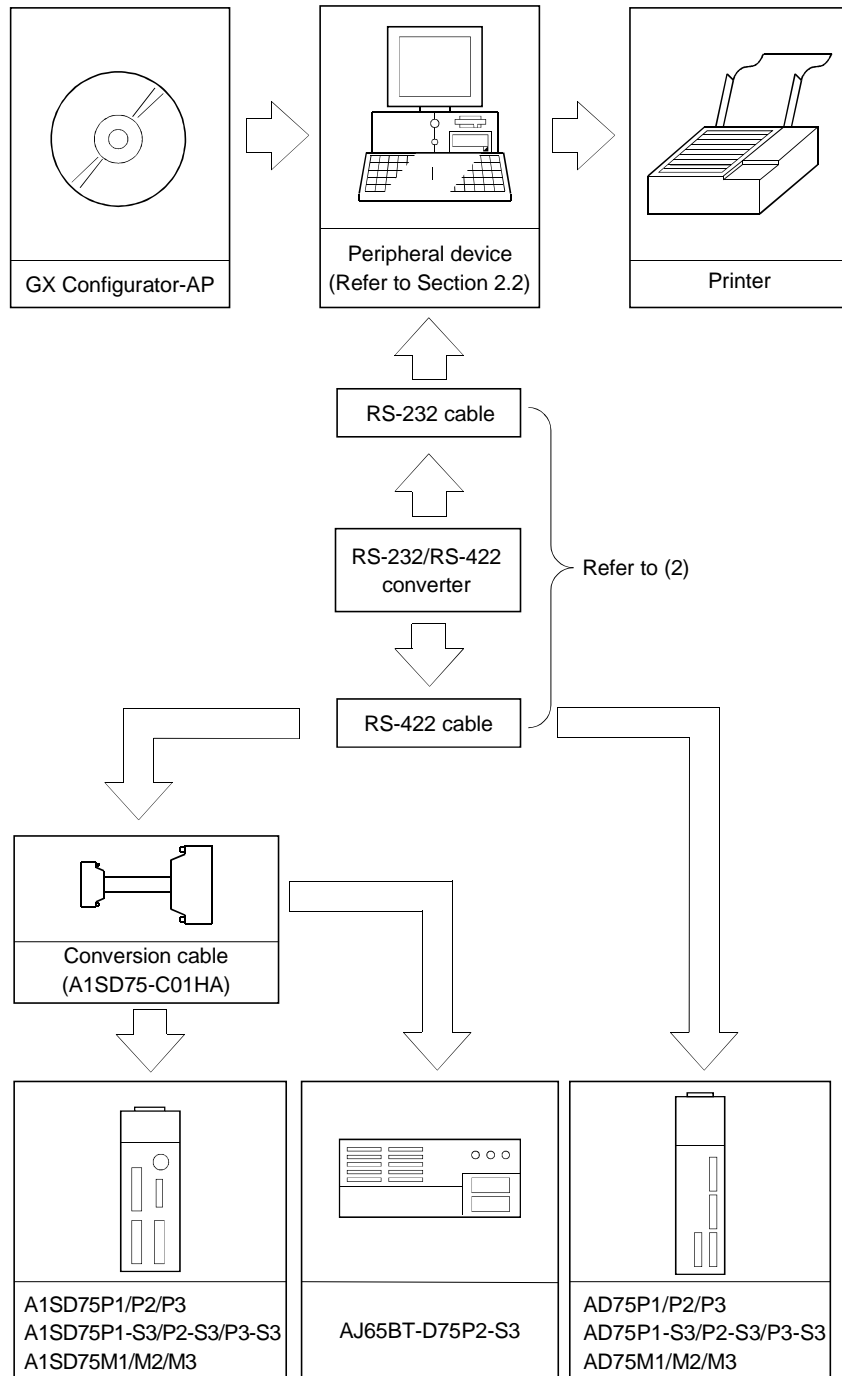 GX Configurator-AP
Peripheral device
(Refer to Section 2.2)
Printer
RS-232 cable
RS-232/RS-422
converter
Refer to (2)
RS-422 cable
Conversion cable
(A1SD75-C01HA)
A1SD75P1/P2/P3
A1SD75P1-S3/P2-S3/P3-S3
A1SD75M1/M2/M3
AJ65BT-D75P2-S3
AD75P1/P2/P3
AD75P1-S3/P2-S3/P3-S3
AD75M1/M2/M3